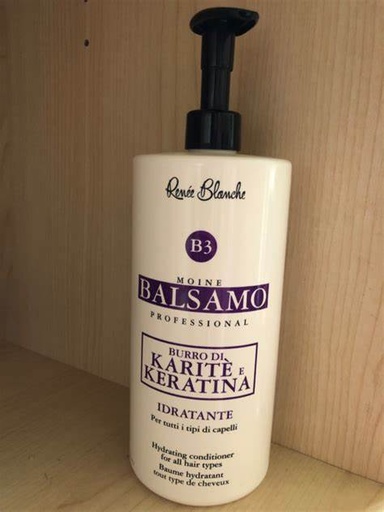 Renée Blanche
B3
MOINE
BALSAMO
PROFESSIONAL
BURRO DI
KARITÈ E
KERATINA
IDRATANTE
Per tutti i tipi di capelli
Hydrating conditioner
for all hair types
Baume hydratant
tout type de cheveux